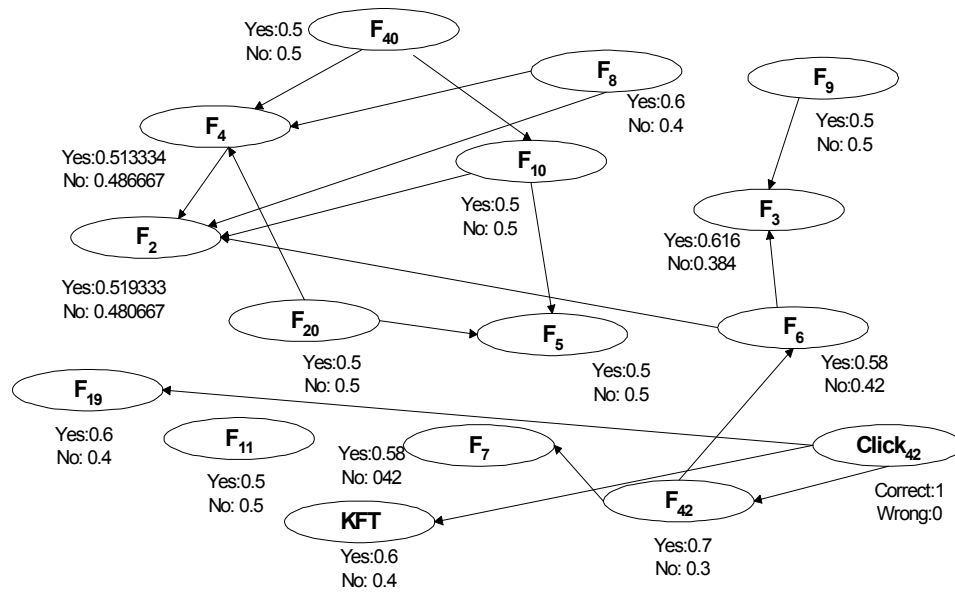 F40
Yes:0.5
No: 0.5
F8
Yes:0.6
No: 0.4
F9
Yes:0.5
No: 0.5
F4
Yes:0.513334
No: 0.486667
F10
Yes:0.5
No: 0.5
F3
Yes:0.616
No:0.384
F2
Yes:0.519333
No: 0.480667
F20
Yes:0.5
No: 0.5
F5
Yes:0.5
No: 0.5
F6
Yes:0.58
No:0.42
F19
Yes:0.6
No: 0.4
F11
Yes:0.5
No: 0.5
F7
Yes:0.58
No: 042
Click42
Correct:1
Wrong:0
KFT
Yes:0.6
No: 0.4
F42
Yes:0.7
No: 0.3